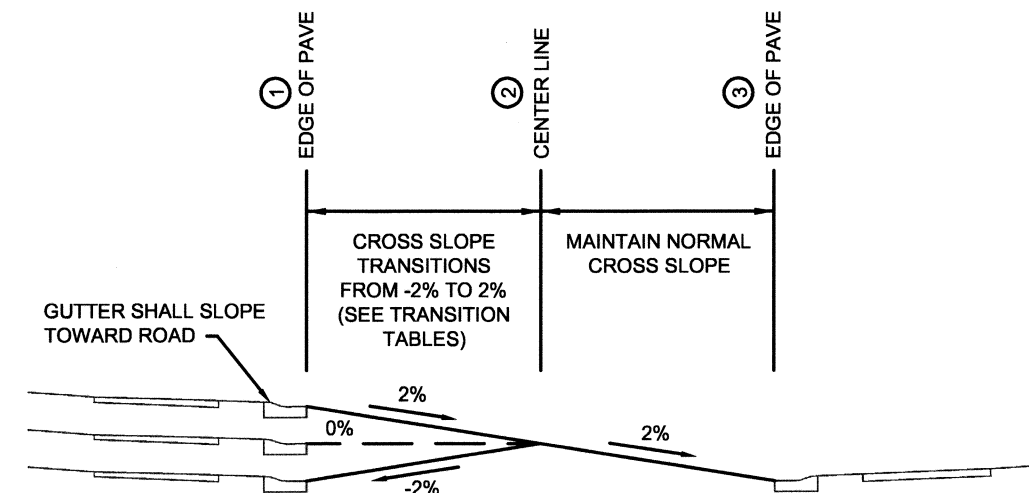 1
EDGE OF PAVE
2
CENTER LINE
3
EDGE OF PAVE
CROSS SLOPE
TRANSITIONS
FROM -2% TO 2%
(SEE TRANSITION
TABLES)
MAINTAIN NORMAL
CROSS SLOPE
GUTTER SHALL SLOPE
TOWARD ROAD
2%
0%
2%
-2%